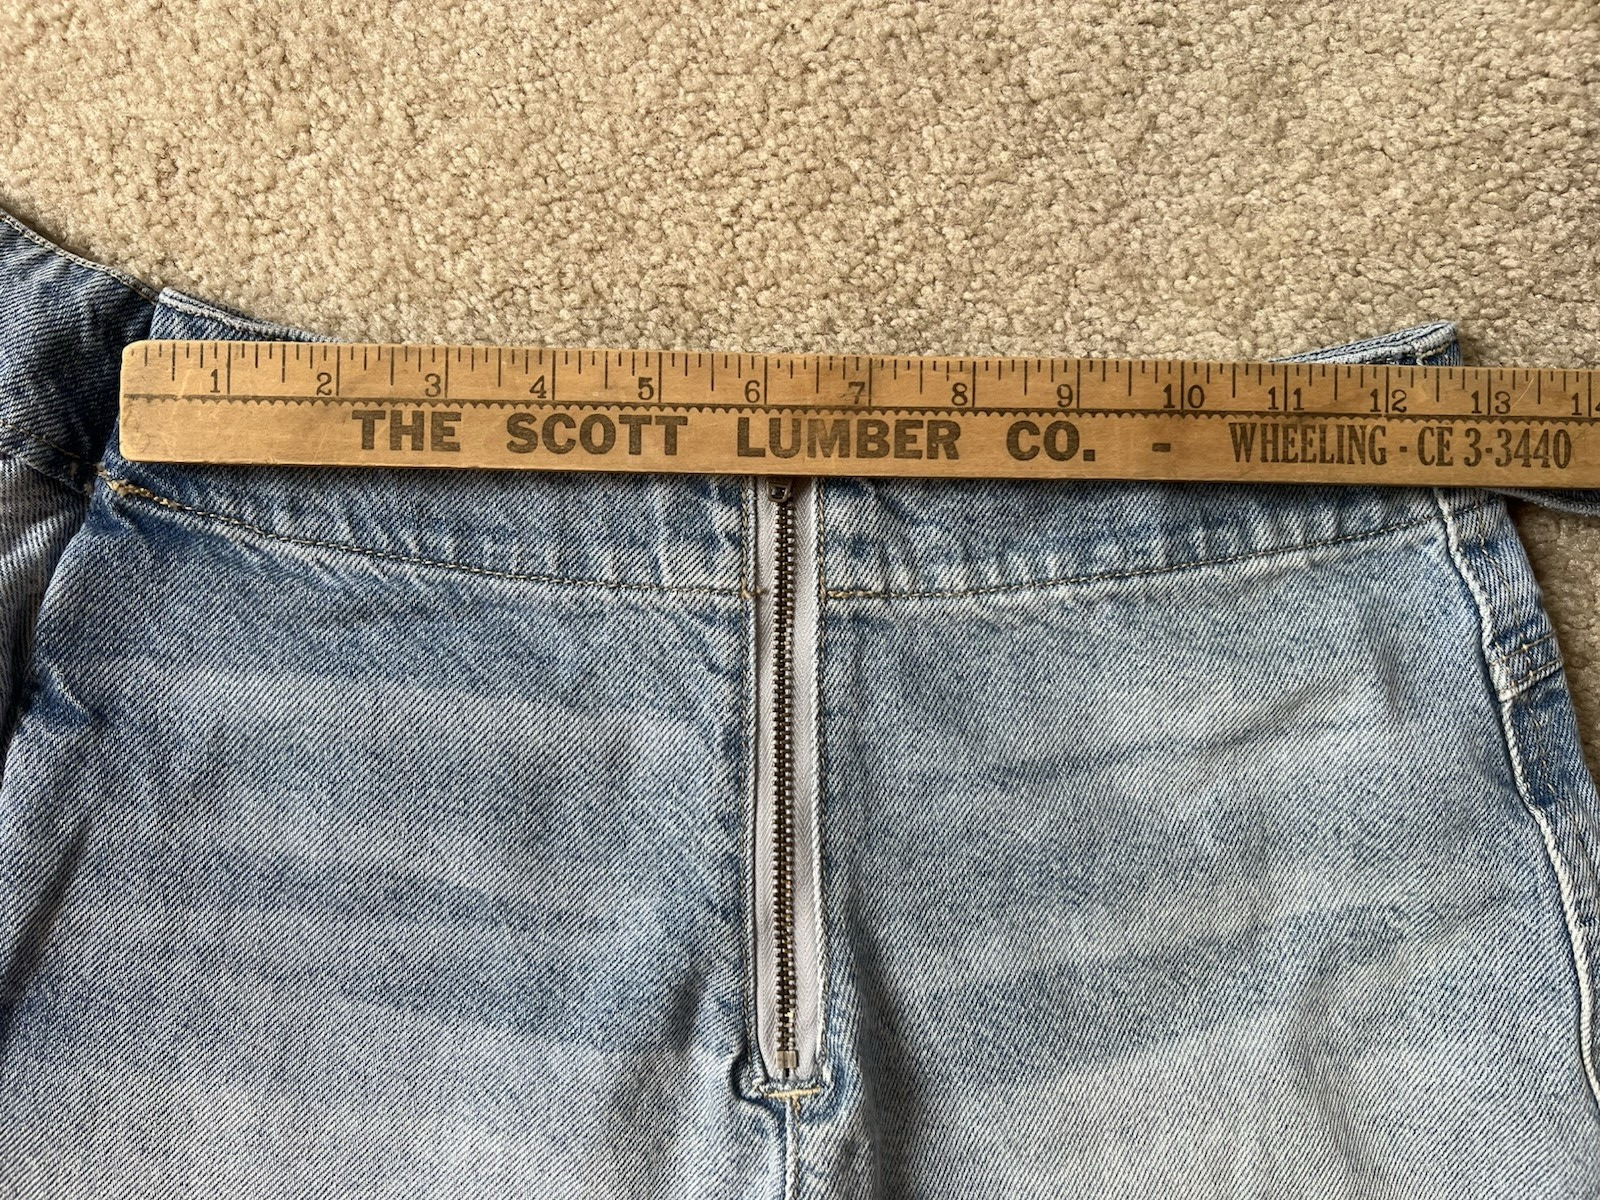 1 2 3 4 5 6 7 8 9 10 11 12 13 14
THE SCOTT LUMBER CO. - WHEELING - CE 3-3440